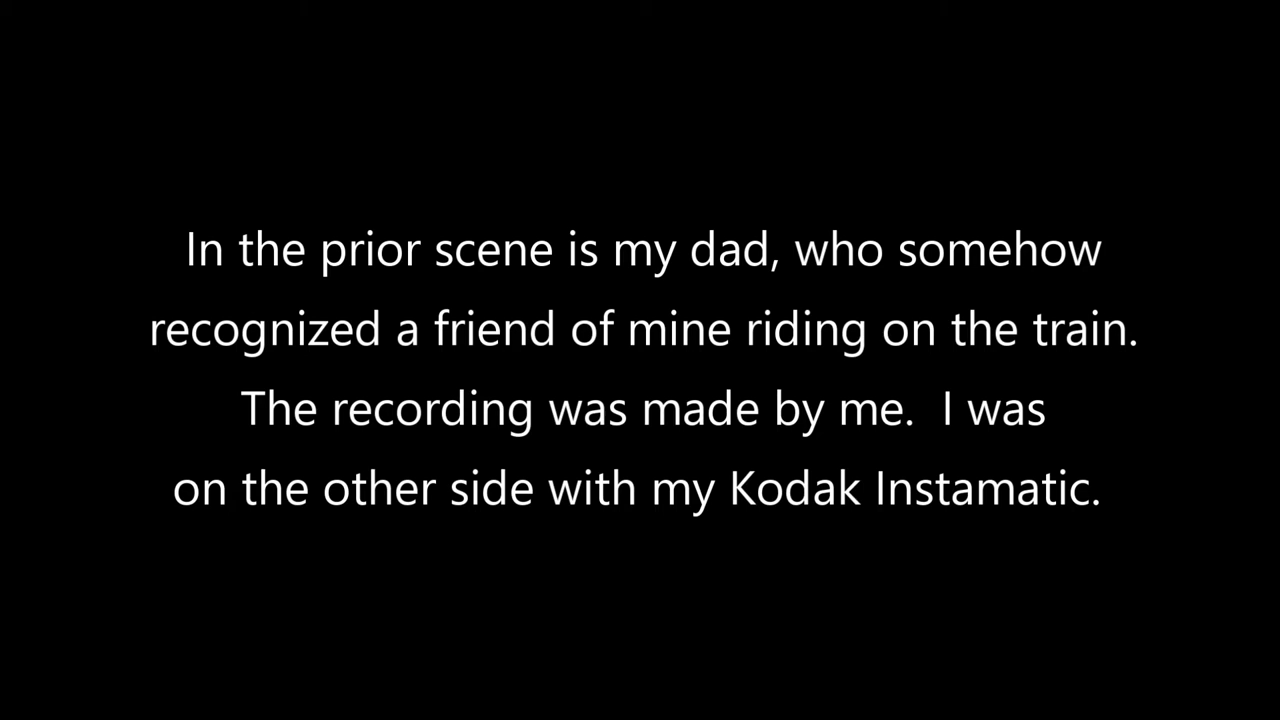 In the prior scene is my dad, who somehow
recognized a friend of mine riding on the train.
The recording was made by me.  I was
on the other side with my Kodak Instamatic.